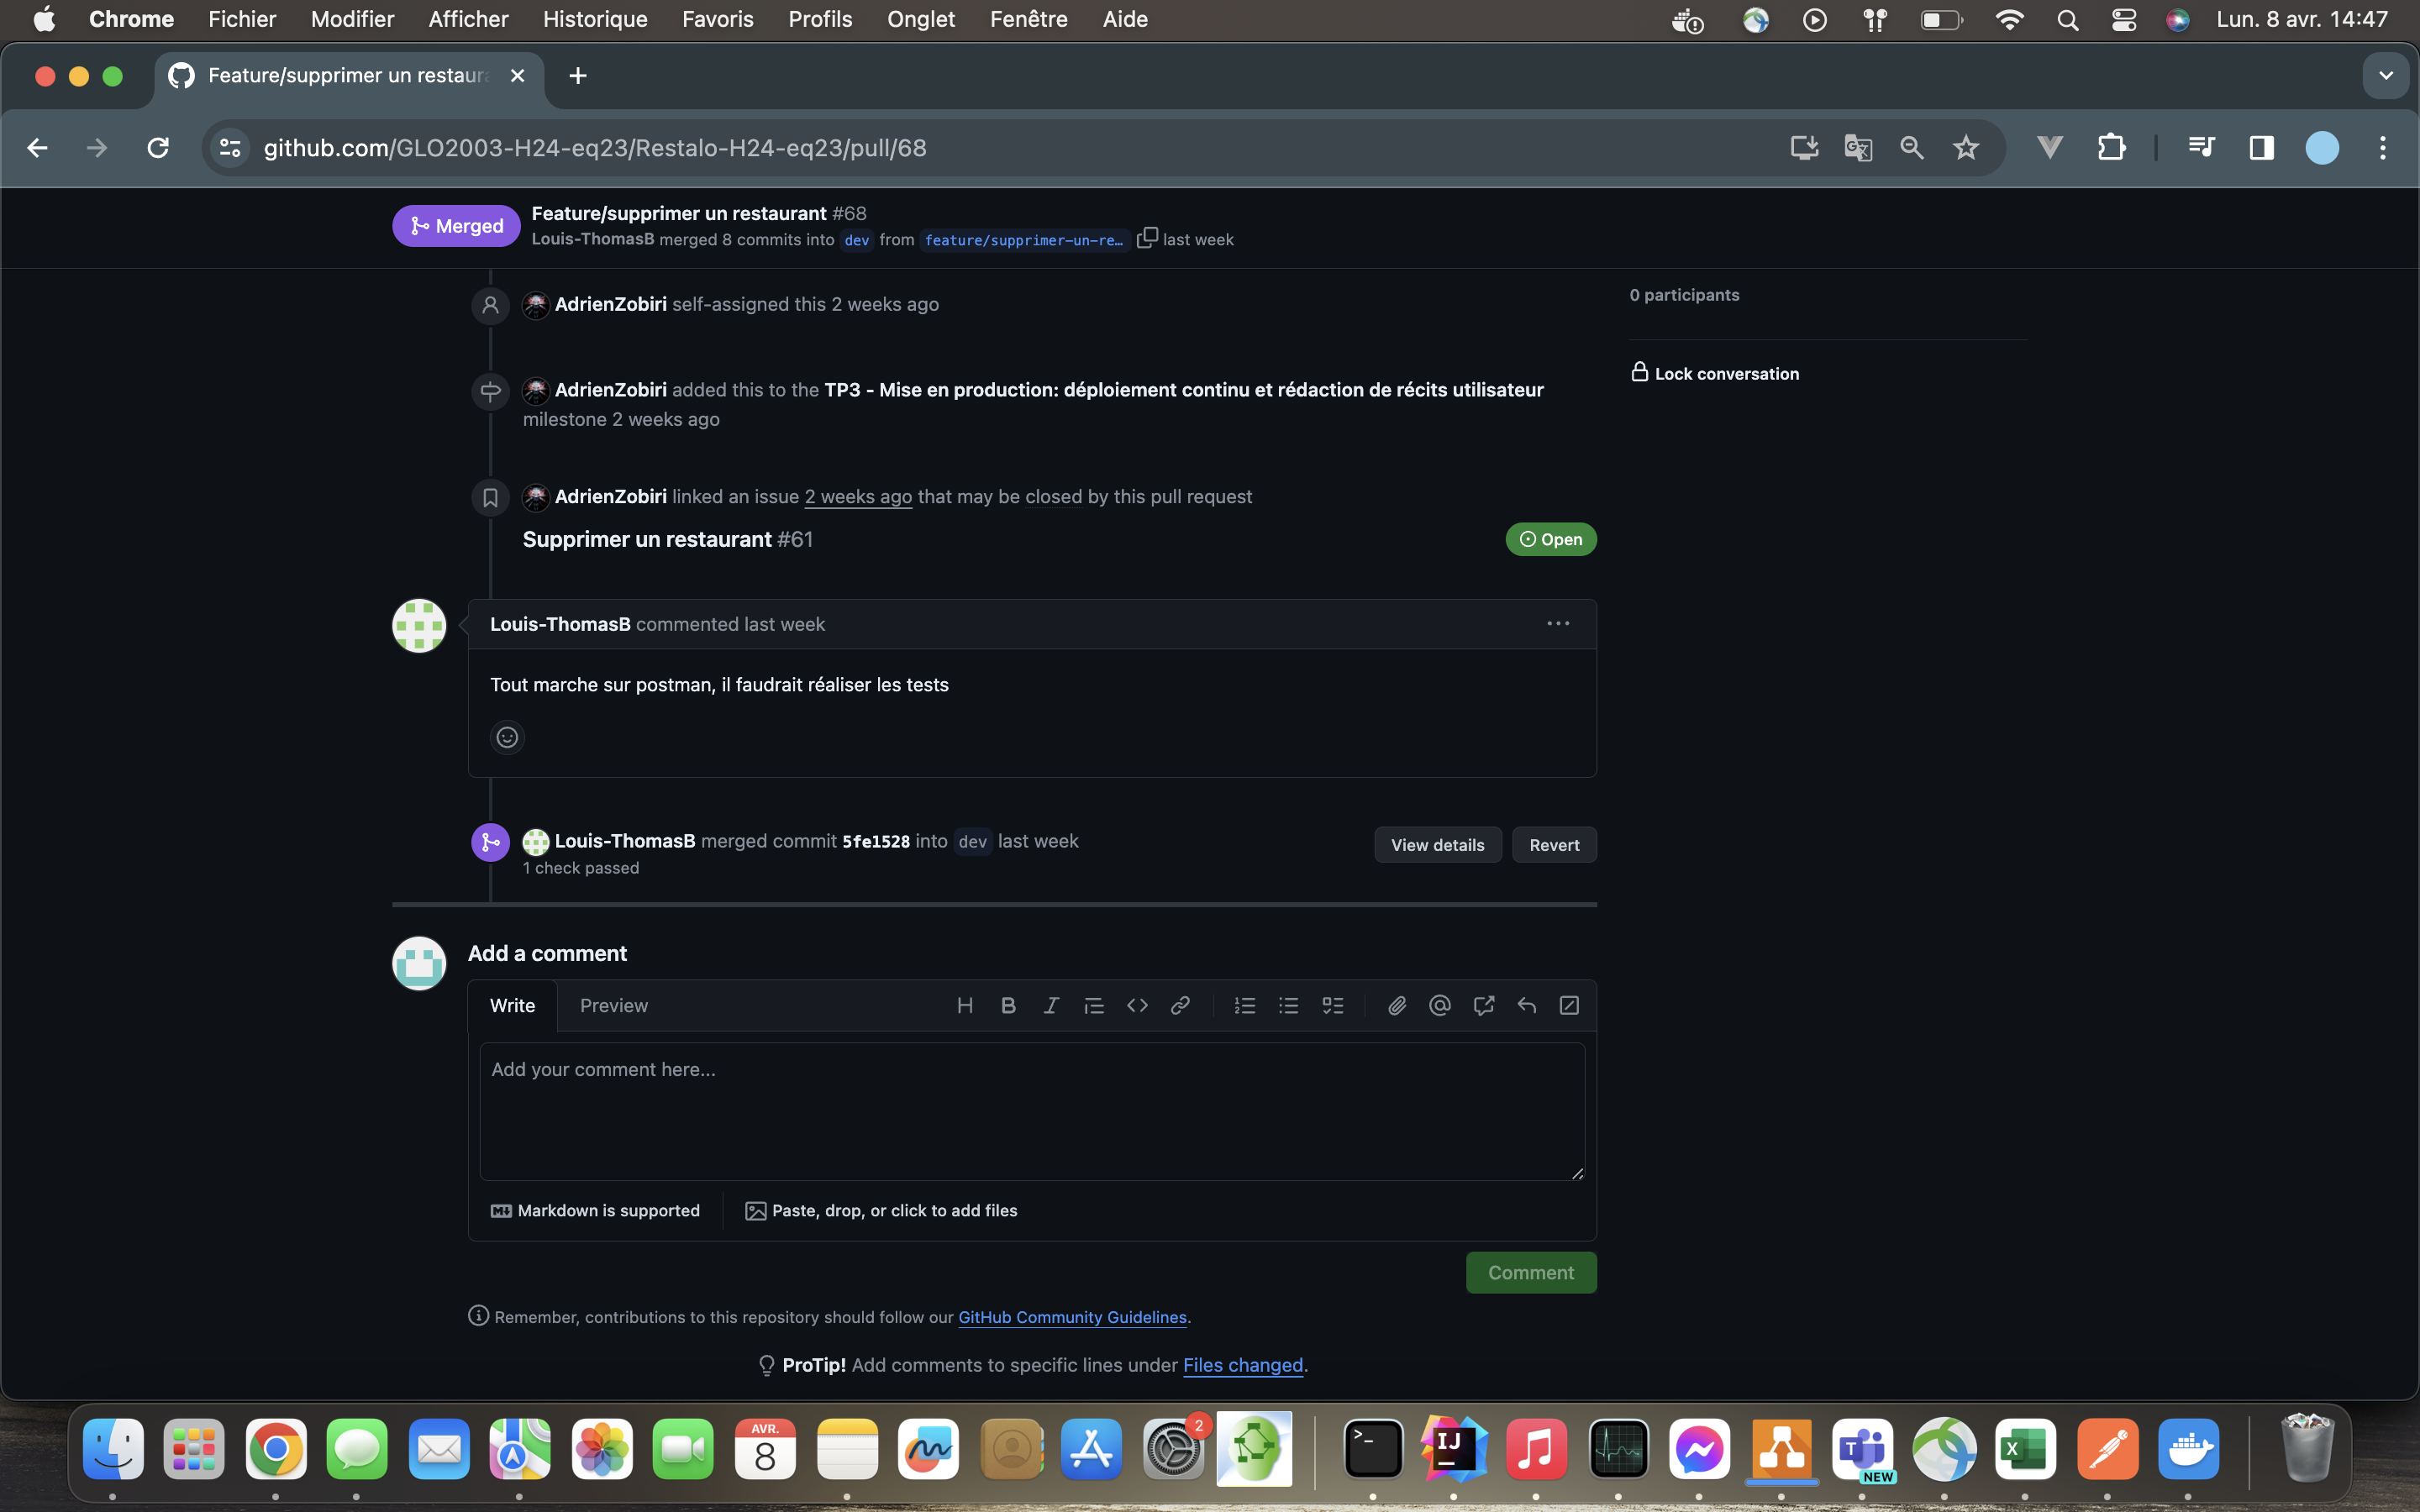 Chrome Fichier Modifier Afficher Historique Favoris Profils Onglet Fenêtre Aide Lun. 8 avr. 14:47
Feature/supprimer un restaura
github.com/GLO2003-H24-eq23/Restalo-H24-eq23/pull/68
Merged
Feature/supprimer un restaurant #68
Louis-ThomasB merged 8 commits into dev from feature/supprimer-un-re… last week
AdrienZobiri self-assigned this 2 weeks ago
0 participants
Lock conversation
AdrienZobiri added this to the TP3 - Mise en production: déploiement continu et rédaction de récits utilisateur
milestone 2 weeks ago
AdrienZobiri linked an issue 2 weeks ago that may be closed by this pull request
Supprimer un restaurant #61
Open
Louis-ThomasB commented last week
Tout marche sur postman, il faudrait réaliser les tests
Louis-ThomasB merged commit 5fe1528 into dev last week
1 check passed
View details
Revert
Add a comment
Write
Preview
Add your comment here...
Markdown is supported
Paste, drop, or click to add files
Comment
Remember, contributions to this repository should follow our GitHub Community Guidelines.
ProTip! Add comments to specific lines under Files changed.
AVR.
8
2
IJ
T
NEW
X